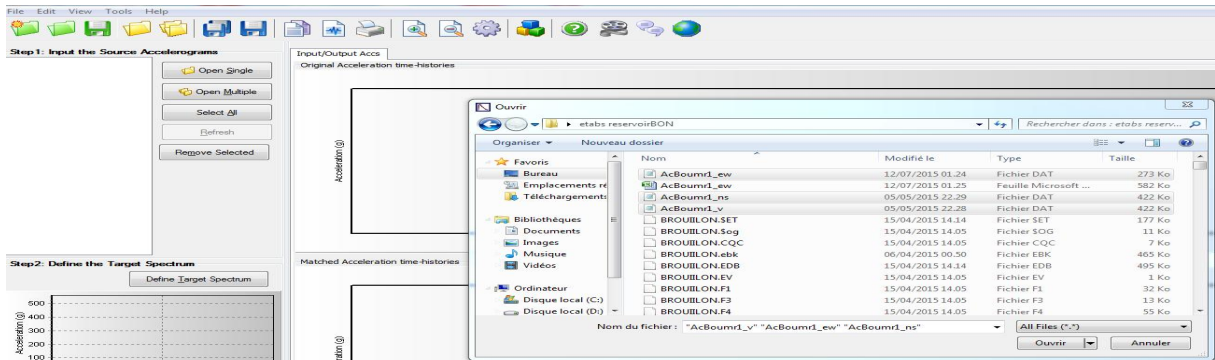 File Edit View Tools Help
Step 1: Input the Source Accelerograms
Open Single
Open Multiple
Select All
Refresh
Remove Selected
Input/Output Accs
Original Acceleration time-histories
Acceleration (g)
Ouvrir
etabs reservoirBON
Rechercher dans : etabs reserv...
Organiser Nouveau dossier
Favoris
Bureau
Emplacements ré
Téléchargements
Bibliothèques
Documents
Images
Musique
Vidéos
Ordinateur
Disque local (C:)
Disque local (D:)
Nom Modifié le Type Taille
AcBoumr1_ew 12/07/2015 01:24 Fichier DAT 273 Ko
AcBoumr1_ew 12/07/2015 01:25 Feuille Microsoft ... 582 Ko
AcBoumr1_ns 05/05/2015 22:29 Fichier DAT 422 Ko
AcBoumr1_v 05/05/2015 22:28 Fichier DAT 422 Ko
BROUILLON.$ET 15/04/2015 14:14 Fichier $ET 177 Ko
BROUILLON.$og 15/04/2015 14:05 Fichier $OG 11 Ko
BROUILLON.CQC 15/04/2015 14:05 Fichier CQC 7 Ko
BROUILLON.ebk 06/04/2015 00:50 Fichier EBK 465 Ko
BROUILLON.EDB 15/04/2015 14:14 Fichier EDB 495 Ko
BROUILLON.EV 15/04/2015 14:05 Fichier EV 1 Ko
BROUILLON.F1 15/04/2015 14:05 Fichier F1 32 Ko
BROUILLON.F3 15/04/2015 14:05 Fichier F3 13 Ko
BROUILLON.F4 15/04/2015 14:05 Fichier F4 55 Ko
Nom du fichier : "AcBoumr1_v" "AcBoumr1_ew" "AcBoumr1_ns"
All Files (*.*)
Ouvrir Annuler
Step2: Define the Target Spectrum
Define Target Spectrum
500
400
300
200
100
Acceleration (g)
Matched Acceleration time-histories